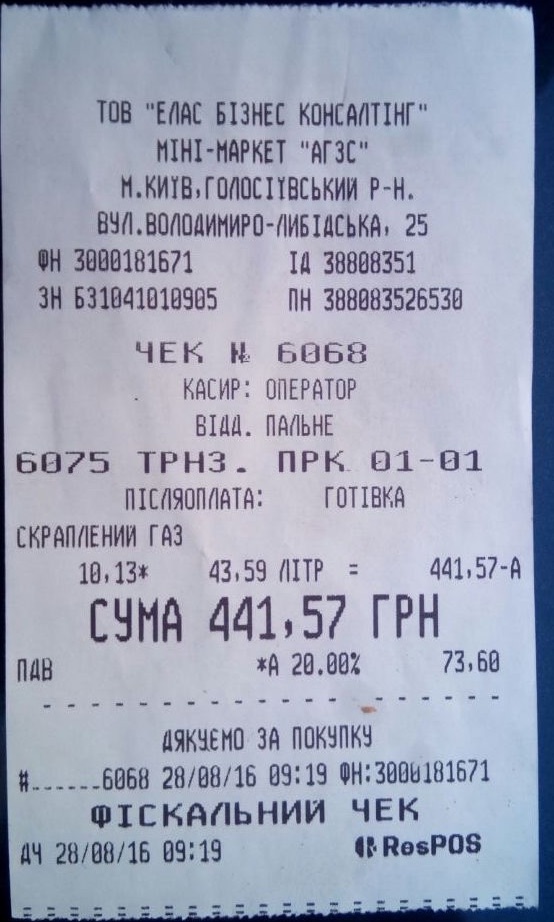 ТОВ "ЕЛАС БІЗНЕС КОНСАЛТІНГ"
МІНІ-МАРКЕТ "АГЗС"
М.КИЇВ,ГОЛОСІЇВСЬКИЙ Р-Н.
ВУЛ.ВОЛОДИМИРО-ЛИБІДСЬКА, 25
ФН 3000181671 ІД 38808351
ЗН БЗ1041010905 ПН 388083526530
ЧЕК № 6068
КАСИР: ОПЕРАТОР
ВІДД. ПАЛЬНЕ
6075 ТРНЗ. ПРК 01-01
ПІСЛЯОПЛАТА: ГОТІВКА
СКРАПЛЕНИЙ ГАЗ
10,13* 43,59 ЛІТР = 441,57-А
СУМА 441,57 ГРН
ПДВ *А 20.00% 73,60
- - - - - - - - - - - - - - - - - - - - - -
ДЯКУЄМО ЗА ПОКУПКУ
#......6068 28/08/16 09:19 ФН:3000181671
ФІСКАЛЬНИЙ ЧЕК
ДЧ 28/08/16 09:19 ResPOS